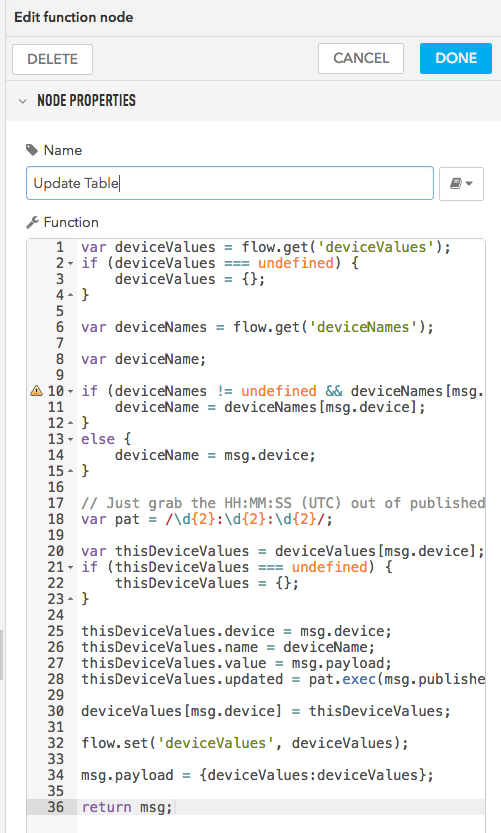 Edit function node
DELETE CANCEL DONE
NODE PROPERTIES
Name
Update Table
Function
1 var deviceValues = flow.get('deviceValues');
2 if (deviceValues === undefined) {
3     deviceValues = {};
4 }
5
6 var deviceNames = flow.get('deviceNames');
7
8 var deviceName;
9
10 if (deviceNames != undefined && deviceNames[msg.
11     deviceName = deviceNames[msg.device];
12 }
13 else {
14     deviceName = msg.device;
15 }
16
17 // Just grab the HH:MM:SS (UTC) out of published
18 var pat = /\d{2}:\d{2}:\d{2}/;
19
20 var thisDeviceValues = deviceValues[msg.device];
21 if (thisDeviceValues === undefined) {
22     thisDeviceValues = {};
23 }
24
25 thisDeviceValues.device = msg.device;
26 thisDeviceValues.name = deviceName;
27 thisDeviceValues.value = msg.payload;
28 thisDeviceValues.updated = pat.exec(msg.publishe
29
30 deviceValues[msg.device] = thisDeviceValues;
31
32 flow.set('deviceValues', deviceValues);
33
34 msg.payload = {deviceValues:deviceValues};
35
36 return msg;